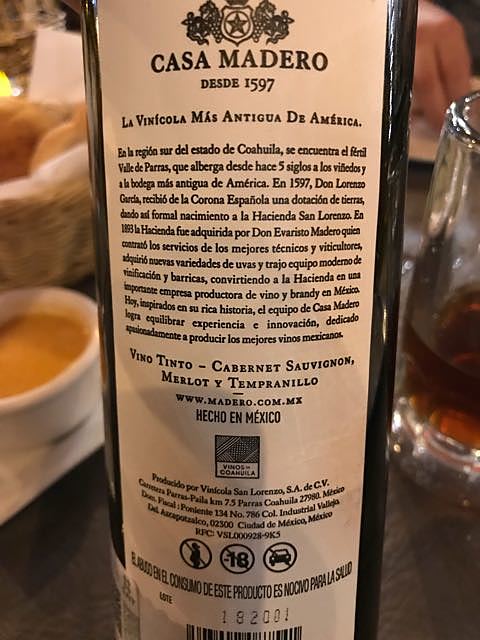 CASA MADERO
DESDE 1597
LA VINÍCOLA MÁS ANTIGUA DE AMÉRICA.
En la región sur del estado de Coahuila, se encuentra el fértil
Valle de Parras, que alberga desde hace 5 siglos a los viñedos y
a la bodega más antigua de América. En 1597, Don Lorenzo
García, recibió de la Corona Española una dotación de tierras,
dando así formal nacimiento a la Hacienda San Lorenzo. En
1893 la Hacienda fue adquirida por Don Evaristo Madero quien
contrató los servicios de los mejores técnicos y viticultores,
adquirió nuevas variedades de uvas y trajo equipo moderno de
vinificación y barricas, convirtiendo a la Hacienda en una
importante empresa productora de vino y brandy en México.
Hoy, inspirados en su rica historia, el equipo de Casa Madero
logra equilibrar experiencia e innovación, dedicado
apasionadamente a producir los mejores vinos mexicanos.
VINO TINTO – CABERNET SAUVIGNON,
MERLOT Y TEMPRANILLO
WWW.MADERO.COM.MX
HECHO EN MÉXICO
VINOS DE
COAHUILA
Producido por Vinícola San Lorenzo, S.A. de C.V.
Carretera Parras-Paila km 7.5 Parras Coahuila 27980. México
Dom. Fiscal: Poniente 134 No. 786 Col. Industrial Vallejo,
Del. Azcapotzalco, 02300 Ciudad de México, México
RFC: VSL000928-9K5
-18
EL ABUSO EN EL CONSUMO DE ESTE PRODUCTO ES NOCIVO PARA LA SALUD
ESTE
182001